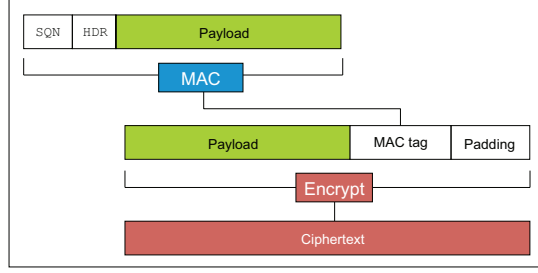 SQN HDR Payload
MAC
Payload MAC tag Padding
Encrypt
Ciphertext